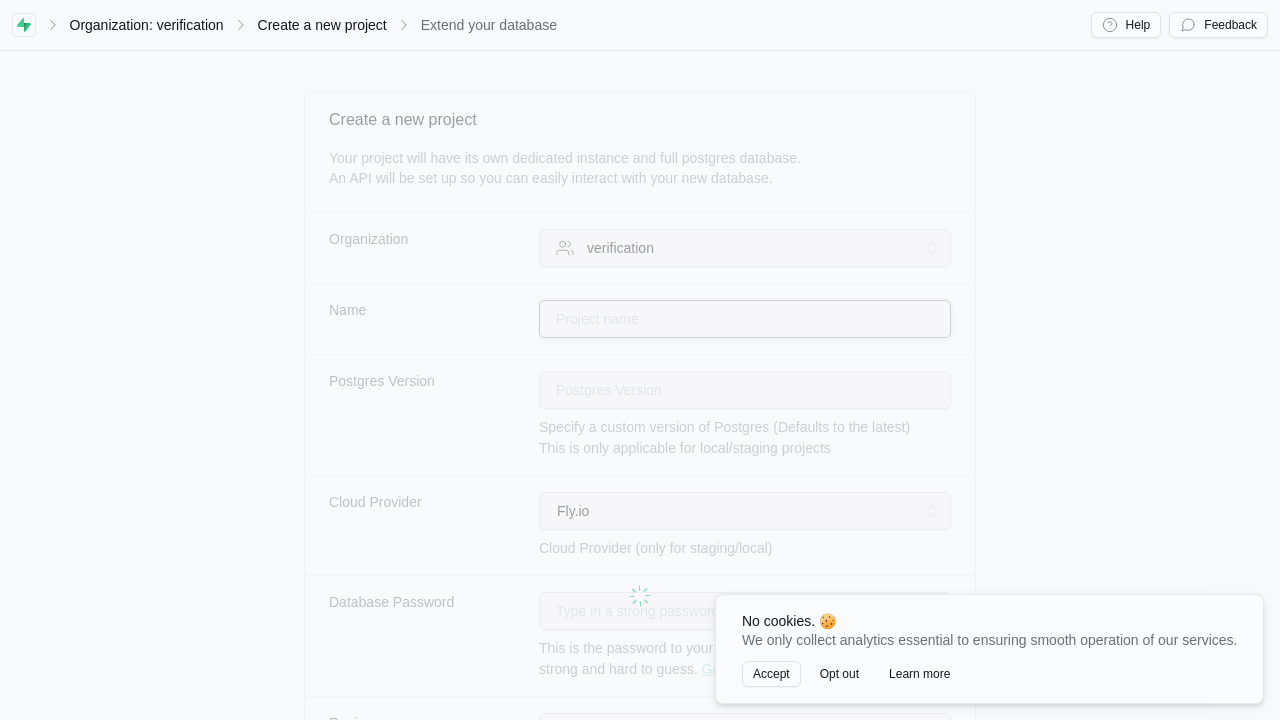 Organization: verification
Create a new project
Extend your database
Help
Feedback
Create a new project
Your project will have its own dedicated instance and full postgres database.
An API will be set up so you can easily interact with your new database.
Organization
verification
Name
Project name
Postgres Version
Postgres Version
Specify a custom version of Postgres (Defaults to the latest)
This is only applicable for local/staging projects
Cloud Provider
Fly.io
Cloud Provider (only for staging/local)
Database Password
Type in a strong password
This is the password to your
strong and hard to guess.
No cookies. 🍪
We only collect analytics essential to ensuring smooth operation of our services.
Accept
Opt out
Learn more